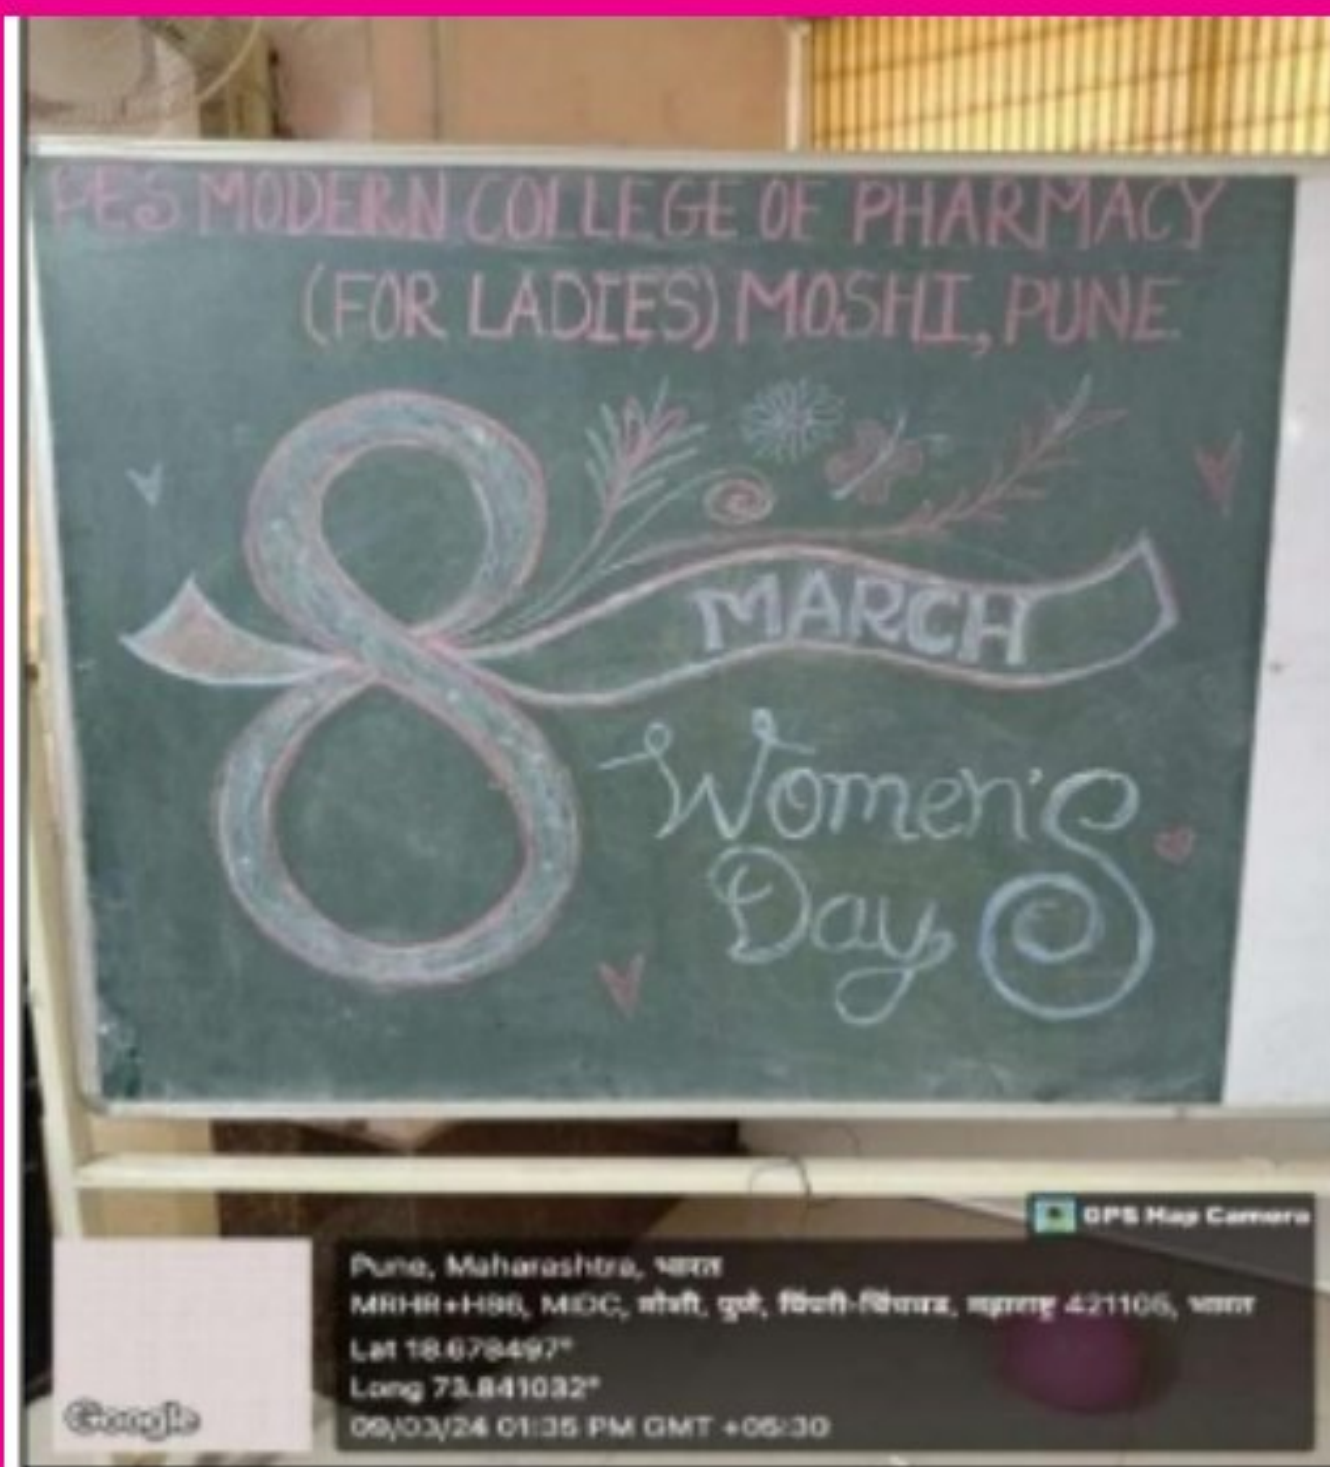 PES MODERN COLLEGE OF PHARMACY
(FOR LADIES) MOSHI, PUNE.
8 MARCH
Women's
Day
GPS Map Camera
Pune, Maharashtra, भारत
MIDC, मोशी, पुणे, पिंपरी-चिंचवड, महाराष्ट्र, भारत
Lat 18.678497°
Long 73.841032°
Google
09/03/24 01:35 PM GMT +05:30